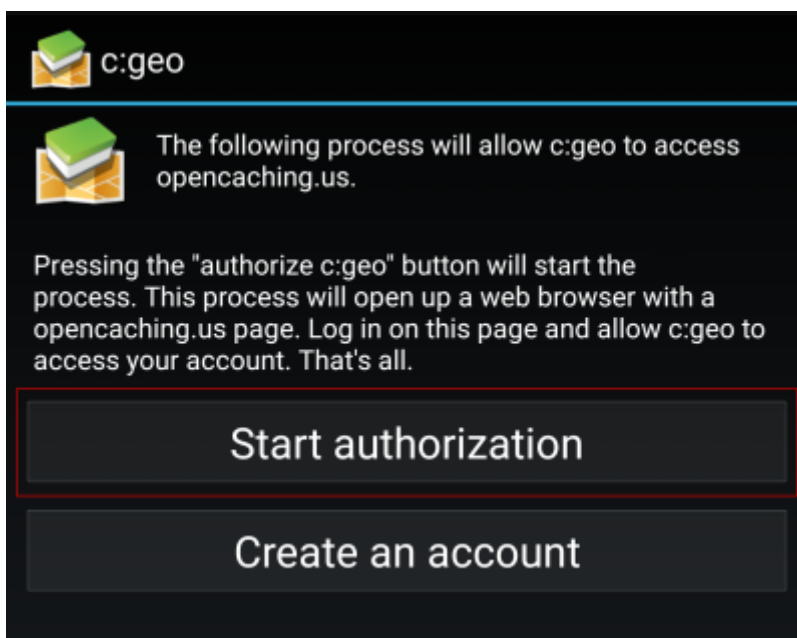 c:geo
The following process will allow c:geo to access
opencaching.us.
Pressing the "authorize c:geo" button will start the
process. This process will open up a web browser with a
opencaching.us page. Log in on this page and allow c:geo to
access your account. That's all.
Start authorization
Create an account